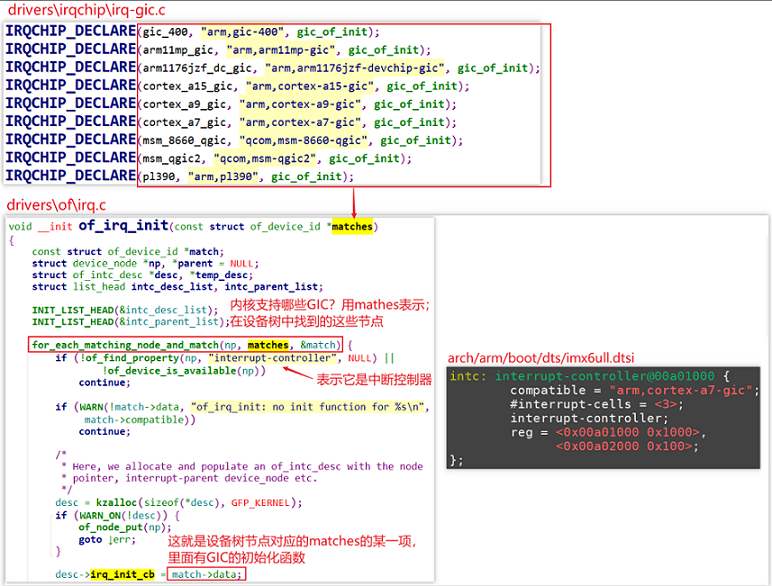 drivers\irqchip\irq-gic.c
IRQCHIP_DECLARE(gic_400, "arm,gic-400", gic_of_init);
IRQCHIP_DECLARE(arm11mp_gic, "arm,arm11mp-gic", gic_of_init);
IRQCHIP_DECLARE(arm1176jzf_dc_gic, "arm,arm1176jzf-devchip-gic", gic_of_init);
IRQCHIP_DECLARE(cortex_a15_gic, "arm,cortex-a15-gic", gic_of_init);
IRQCHIP_DECLARE(cortex_a9_gic, "arm,cortex-a9-gic", gic_of_init);
IRQCHIP_DECLARE(cortex_a7_gic, "arm,cortex-a7-gic", gic_of_init);
IRQCHIP_DECLARE(msm_8660_qgic, "qcom,msm-8660-qgic", gic_of_init);
IRQCHIP_DECLARE(msm_qgic2, "qcom,msm-qgic2", gic_of_init);
IRQCHIP_DECLARE(pl390, "arm,pl390", gic_of_init);
drivers\of\irq.c
void __init of_irq_init(const struct of_device_id *matches)
{
const struct of_device_id *match;
struct device_node *np, *parent = NULL;
struct of_intc_desc *desc, *temp_desc;
struct list_head intc_desc_list, intc_parent_list;
INIT_LIST_HEAD(&intc_desc_list);
INIT_LIST_HEAD(&intc_parent_list);
内核支持哪些GIC？用mathes表示；
在设备树中找到的这些节点
for_each_matching_node_and_match(np, matches, &match) {
if (!of_find_property(np, "interrupt-controller", NULL) ||
!of_device_is_available(np))
continue;
表示它是中断控制器
if (WARN(!match->data, "of_irq_init: no init function for %s\n",
match->compatible))
continue;
/*
* Here, we allocate and populate an of_intc_desc with the node
* pointer, interrupt-parent device_node etc.
*/
desc = kzalloc(sizeof(*desc), GFP_KERNEL);
if (WARN_ON(!desc)) {
of_node_put(np);
goto ↓err;
}
这就是设备树节点对应的matches的某一项，
里面有GIC的初始化函数
desc->irq_init_cb = match->data;
arch/arm/boot/dts/imx6ull.dtsi
intc: interrupt-controller@00a01000 {
compatible = "arm,cortex-a7-gic";
#interrupt-cells = <3>;
interrupt-controller;
reg = <0x00a01000 0x1000>,
<0x00a02000 0x100>;
};